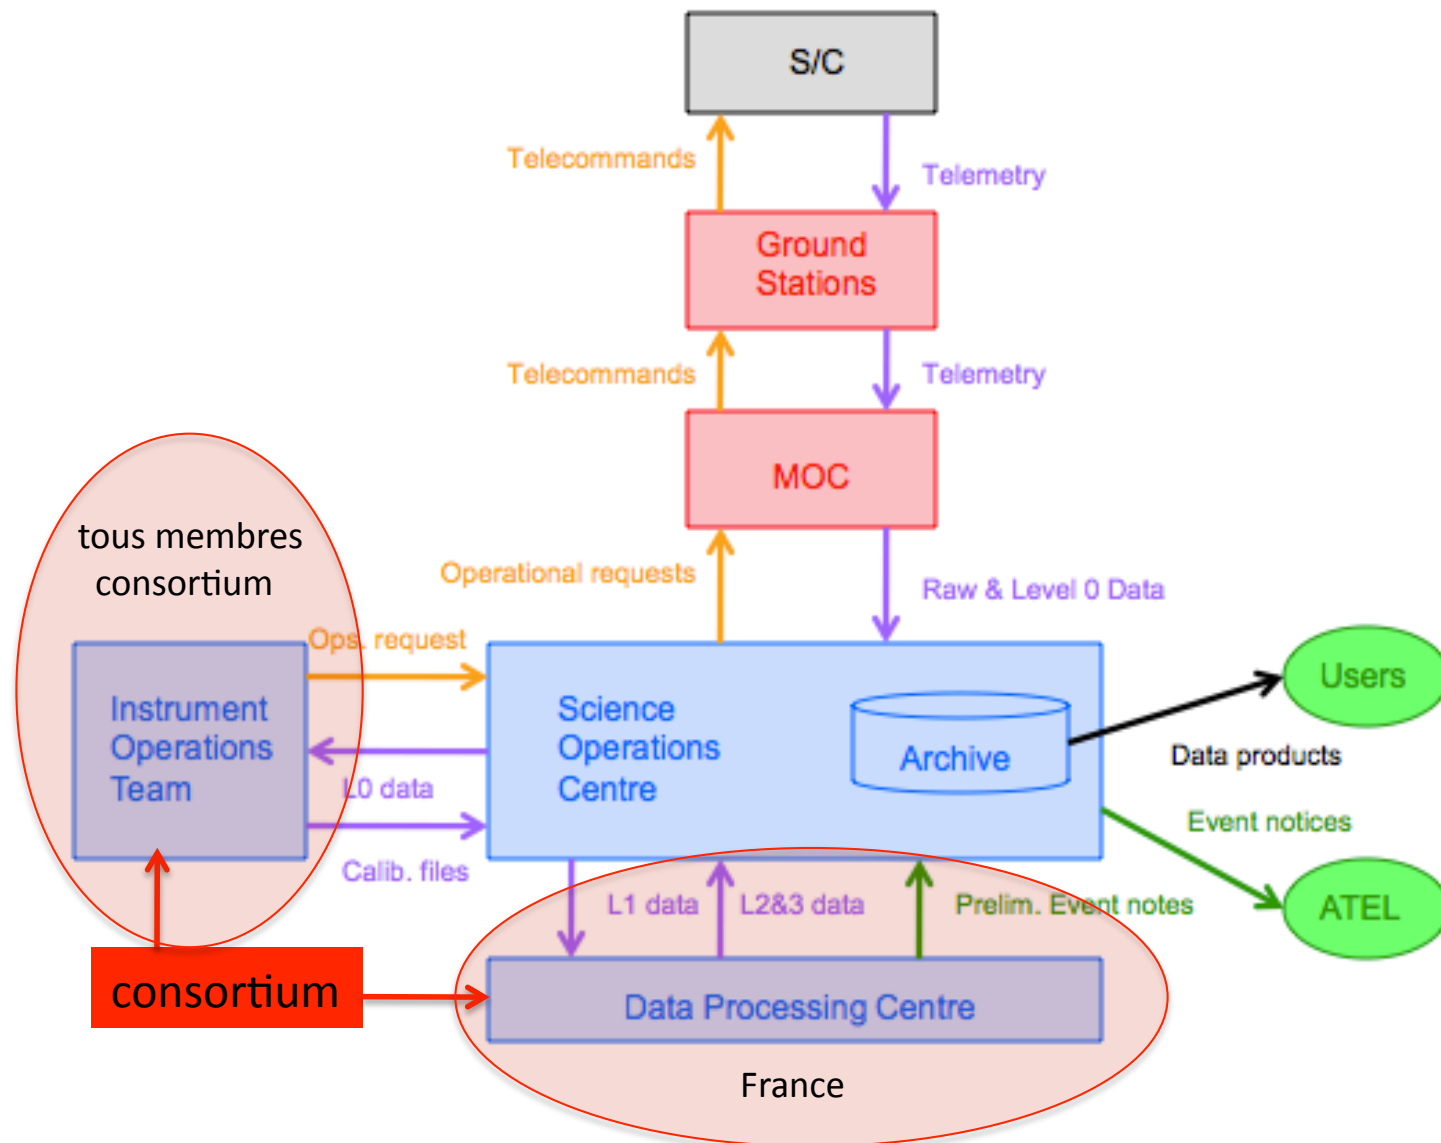 S/C
Telecommands
Telemetry
Ground
Stations
Telecommands
Telemetry
MOC
tous membres
consortium
Operational requests
Raw & Level 0 Data
Ops. request
Instrument
Operations
Team
Science
Operations
Centre
Archive
Users
Data products
L0 data
Calib. files
Event notices
L1 data
L2&3 data
Prelim. Event notes
ATEL
consortium
Data Processing Centre
France